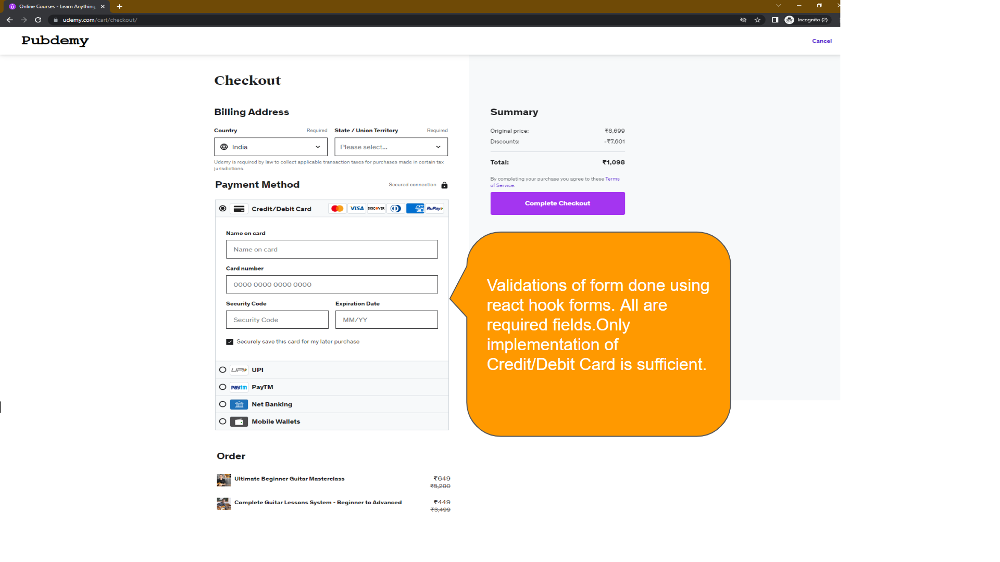 Online Courses - Learn Anything,
udemy.com/cart/checkout/
Incognito (2)
Pubdemy
Cancel
Checkout
Billing Address
Country Required State / Union Territory Required
India Please select...
Udemy is required by law to collect applicable transaction taxes for purchases made in certain tax
jurisdictions.
Payment Method Secured connection
Credit/Debit Card VISA DISCOVER AMEX RuPay
Name on card
Name on card
Card number
0000 0000 0000 0000
Security Code Expiration Date
Security Code MM/YY
Securely save this card for my later purchase
UPI UPI
paytm PayTM
Net Banking
Mobile Wallets
Order
Ultimate Beginner Guitar Masterclass ₹649
₹5,200
Complete Guitar Lessons System - Beginner to Advanced ₹449
₹3,499
Summary
Original price: ₹8,699
Discounts: -₹7,601
Total: ₹1,098
By completing your purchase you agree to these Terms
of Service.
Complete Checkout
Validations of form done using
react hook forms. All are
required fields.Only
implementation of
Credit/Debit Card is sufficient.